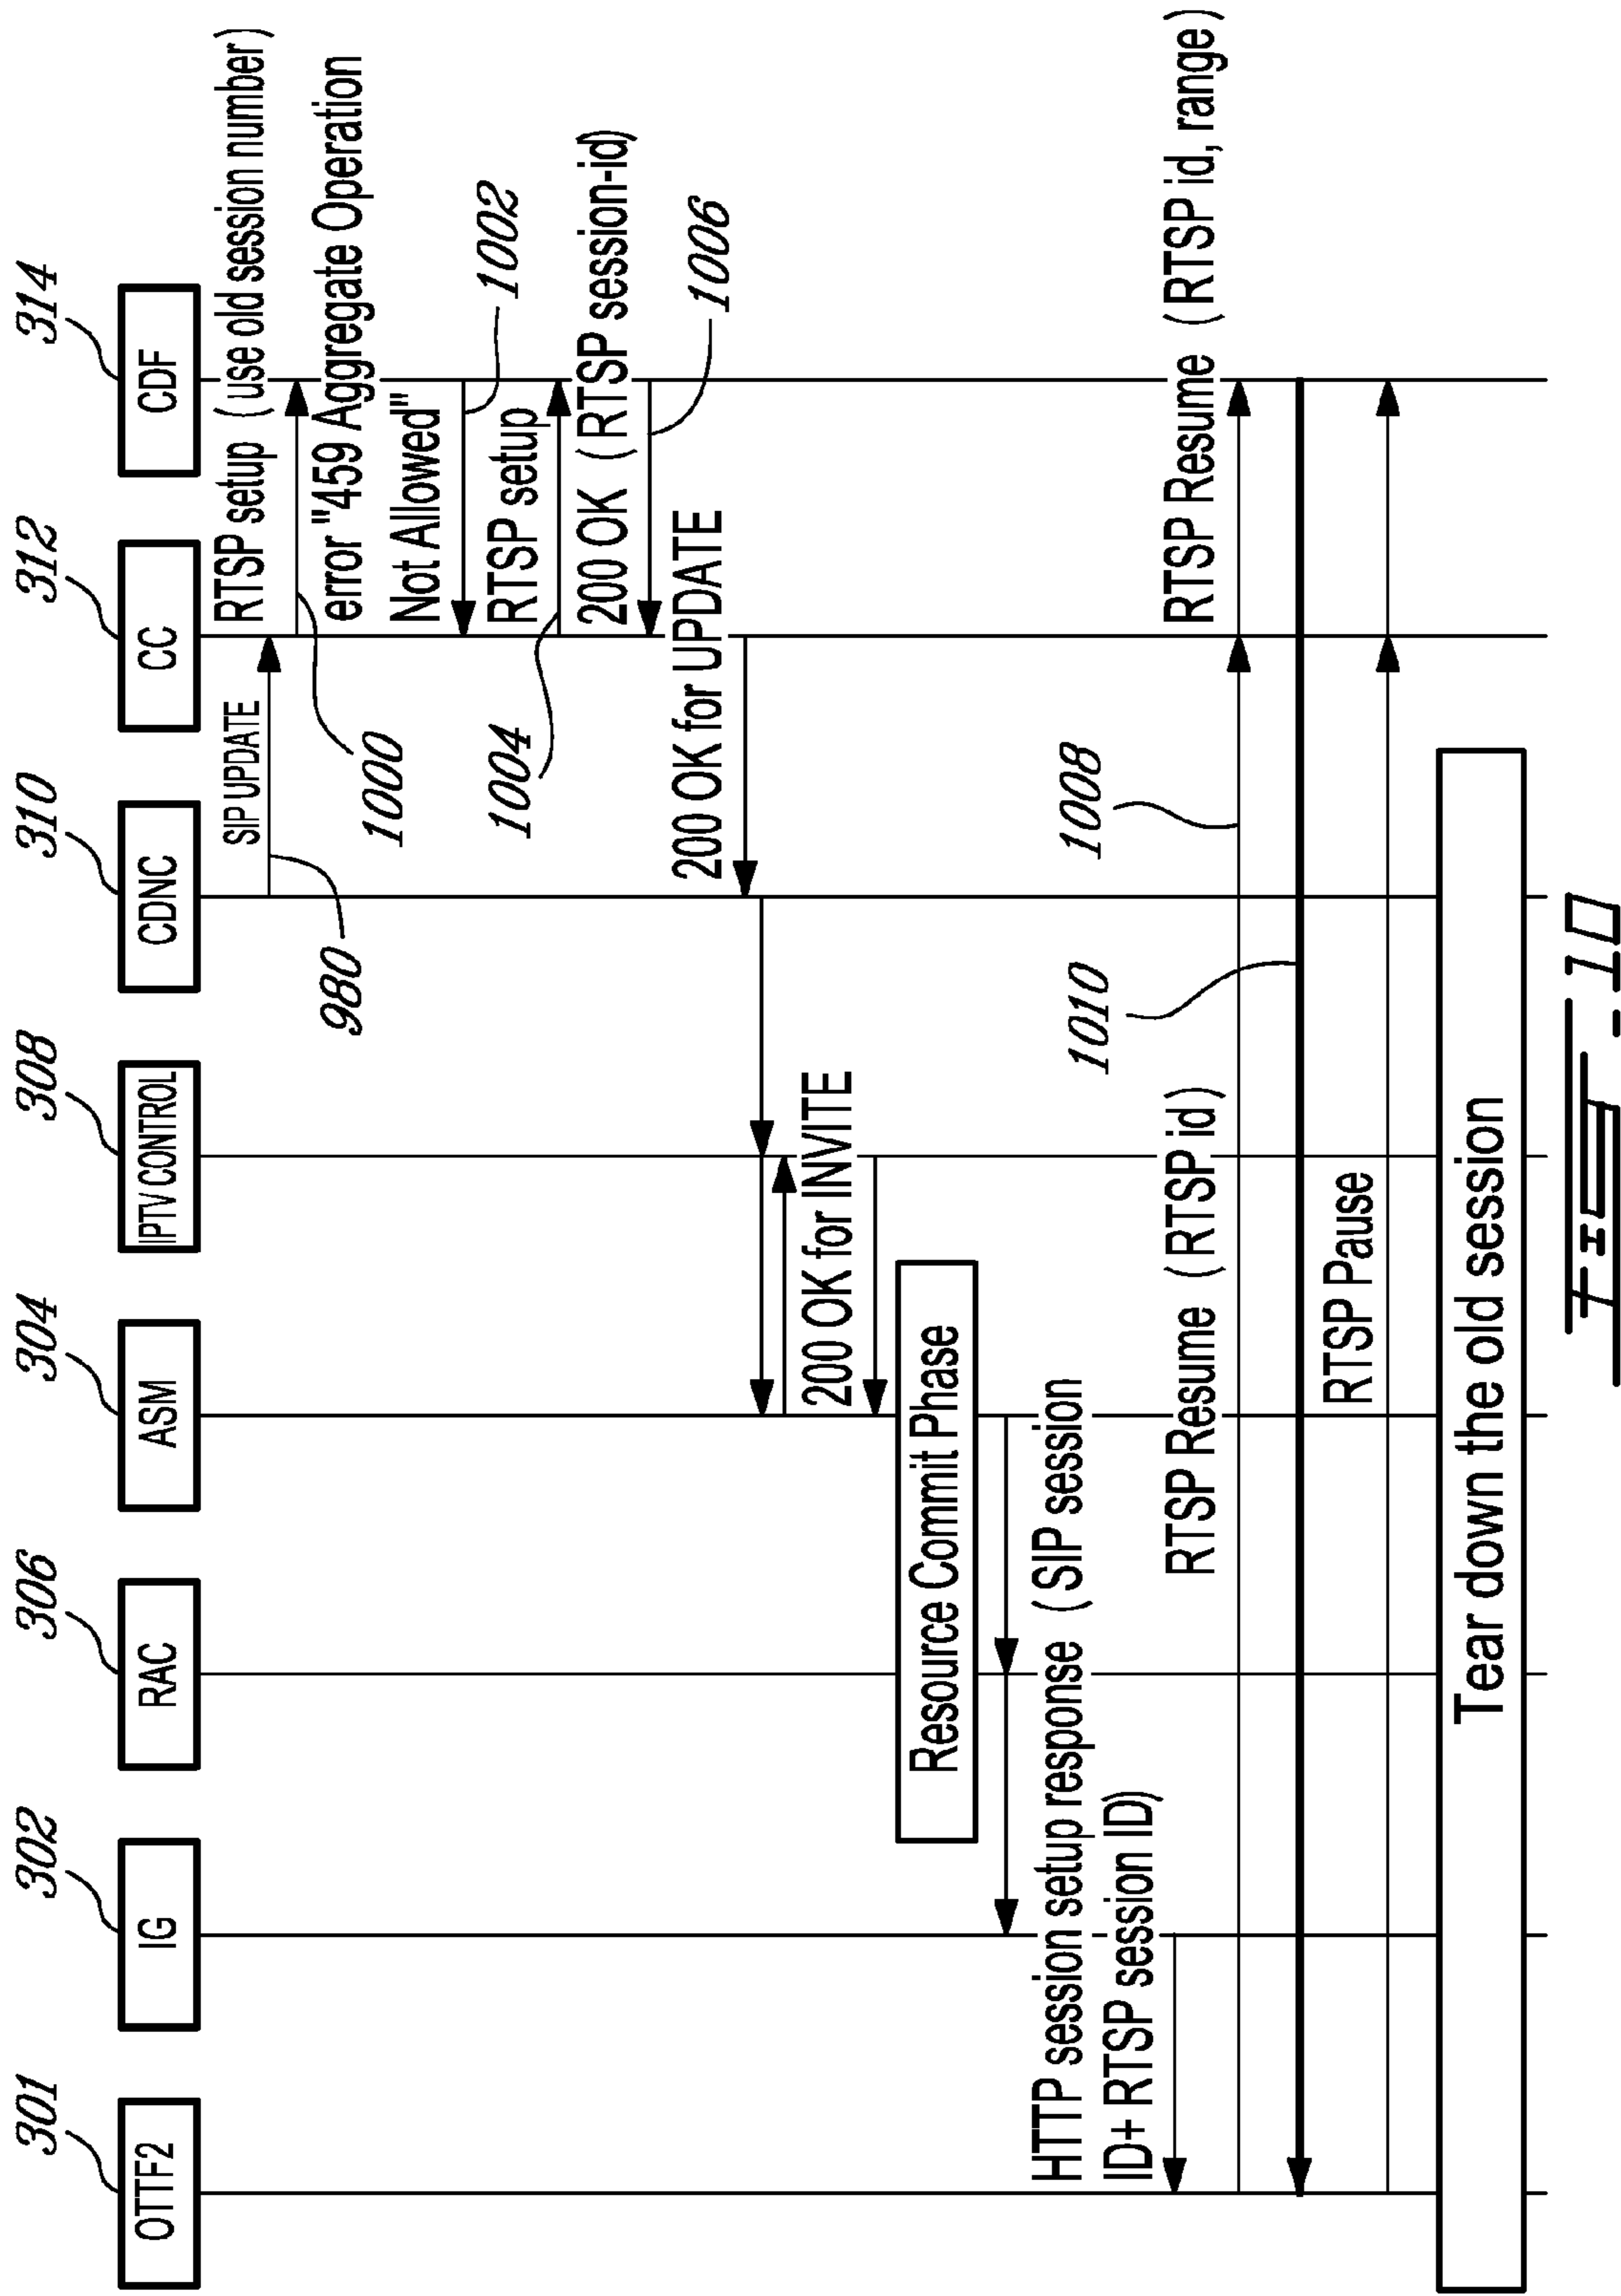 301
302
306
304
308
310
312
314
OTTF2
IG
RAC
ASM
IPTV CONTROL
CDNC
CC
CDF
SIP UPDATE
980
RTSP setup (use old session number)
1000
error "459 Aggregate Operation
Not Allowed"
1002
RTSP setup
1004
200 OK (RTSP session-id)
1006
200 OK for UPDATE
200 OK for INVITE
Resource Commit Phase
HTTP session setup response (SIP session
ID+ RTSP session ID)
RTSP Resume (RTSP id)
1008
RTSP Resume (RTSP id, range)
1010
RTSP Pause
Tear down the old session
FIG. 10